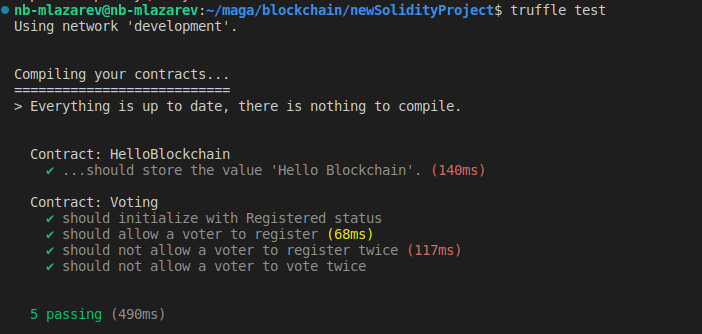 nb-mlazarev@nb-mlazarev:~/maga/blockchain/newSolidityProject$ truffle test
Using network 'development'.
Compiling your contracts...
===========================
> Everything is up to date, there is nothing to compile.
Contract: HelloBlockchain
✔ ...should store the value 'Hello Blockchain'. (140ms)
Contract: Voting
✔ should initialize with Registered status
✔ should allow a voter to register (68ms)
✔ should not allow a voter to register twice (117ms)
✔ should not allow a voter to vote twice
5 passing (490ms)